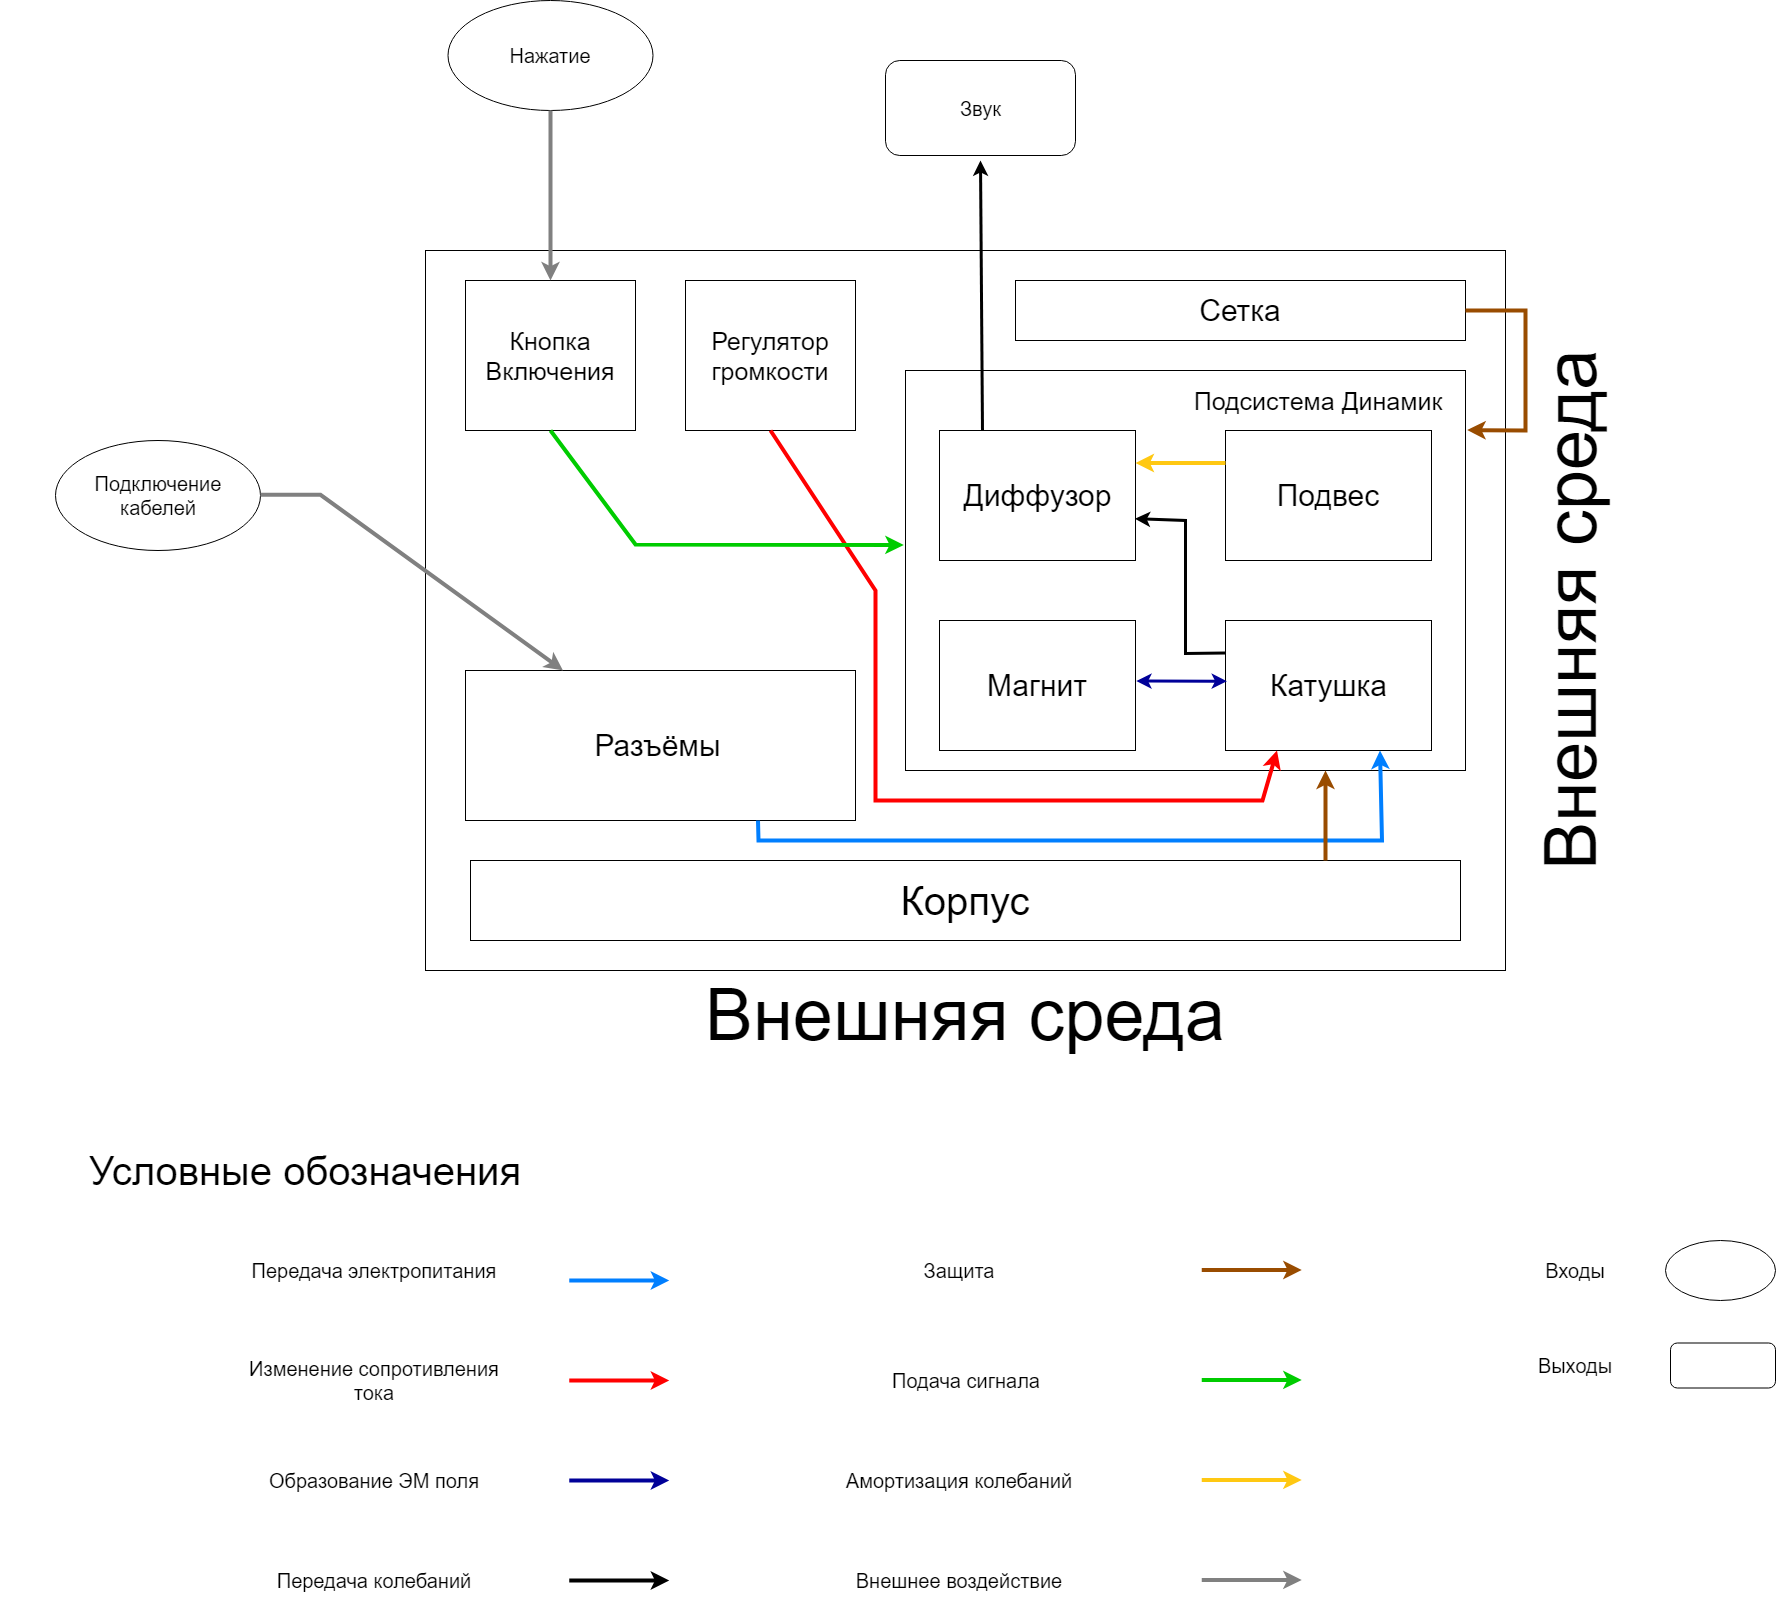 Нажатие
Звук
Сетка
Кнопка
Включения
Регулятор
громкости
Подсистема Динамик
Подключение
кабелей
Диффузор
Подвес
Магнит
Катушка
Разъёмы
Корпус
Внешняя среда
Внешняя среда
Условные обозначения
Передача электропитания
Защита
Входы
Изменение сопротивления
тока
Подача сигнала
Выходы
Образование ЭМ поля
Амортизация колебаний
Передача колебаний
Внешнее воздействие